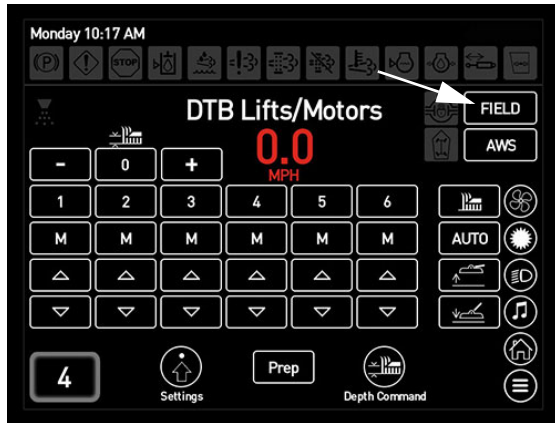 Monday 10:17 AM
(P) STOP
DTB Lifts/Motors
FIELD
0.0
MPH
AWS
- 0 +
1 2 3 4 5 6
M M M M M M AUTO
4
Settings
Prep
Depth Command